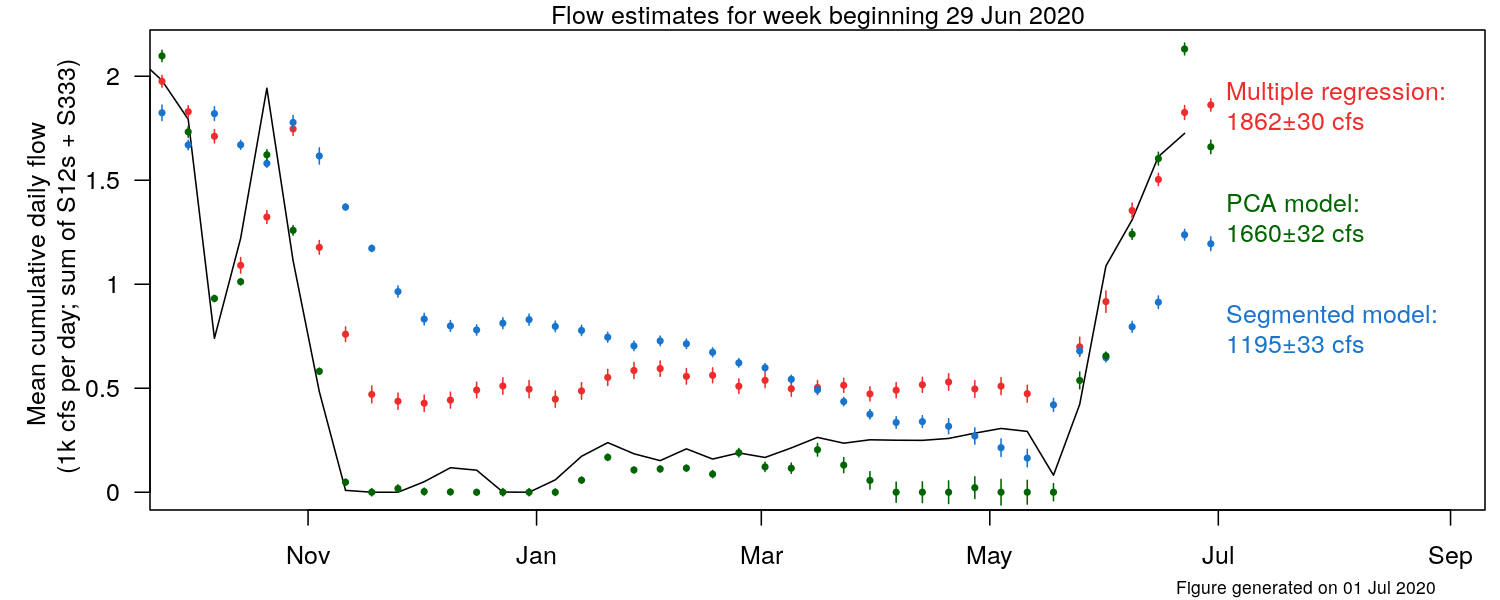 Flow estimates for week beginning 29 Jun 2020
Mean cumulative daily flow
(1k cfs per day; sum of S12s + S333)
2
1.5
1
0.5
0
Multiple regression:
1862±30 cfs
PCA model:
1660±32 cfs
Segmented model:
1195±33 cfs
Nov Jan Mar May Jul Sep
Figure generated on 01 Jul 2020